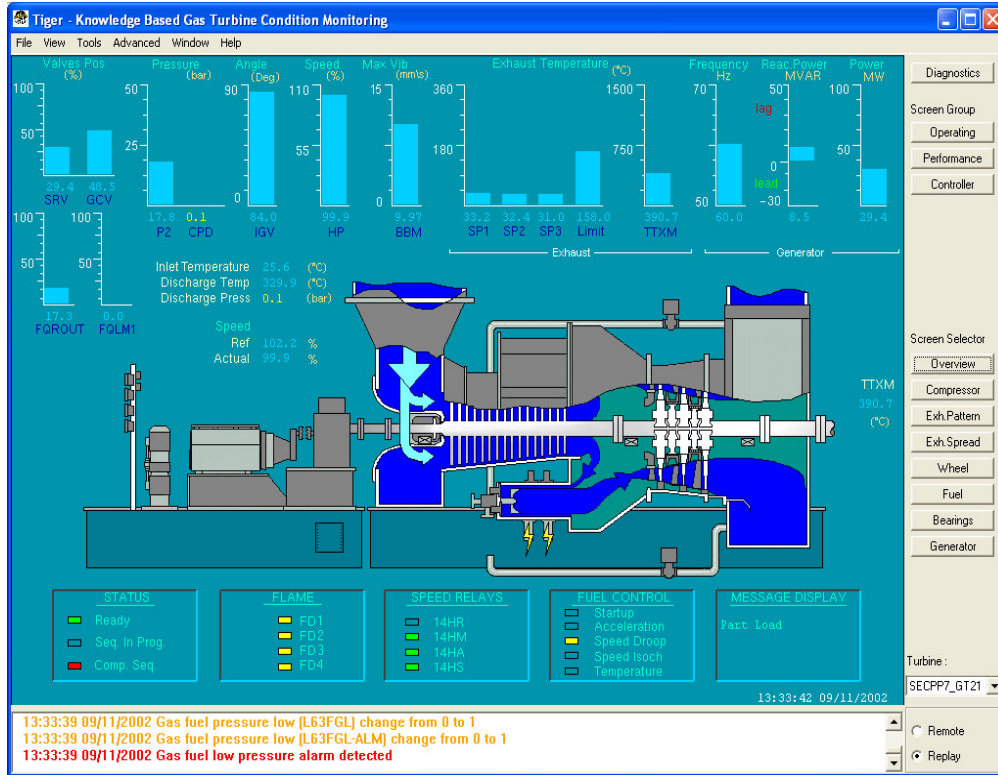 Tiger - Knowledge Based Gas Turbine Condition Monitoring
File View Tools Advanced Window Help
Valves Pos Pressure Angle Speed Max Vib Exhaust Temperature (°C) Frequency Reac.Power Power
(%) (bar) (Deg) (%) (mm\s) Hz MVAR MW
100 50 90 110 15 360 1500 70 50 100
lag
50 25 55 180 750 0 50
lead
0 0 50 -30
29.4 48.5 17.8 0.1 84.0 99.9 9.97 33.2 32.4 31.0 158.0 390.7 60.0 8.5 29.4
SRV GCV P2 CPD IGV HP BBM SP1 SP2 SP3 Limit TTXM
100 100
Exhaust Generator
50 50
Inlet Temperature 25.6 (°C)
Discharge Temp 329.9 (°C)
Discharge Press 0.1 (bar)
17.3 0.0
FQROUT FQLM1
Speed
Ref 102.2 %
Actual 99.9 %
TTXM
390.7
(°C)
STATUS
Ready
Seq. In Prog.
Comp. Seq.
FLAME
FD1
FD2
FD3
FD4
SPEED RELAYS
14HR
14HM
14HA
14HS
FUEL CONTROL
Startup
Acceleration
Speed Droop
Speed Isoch
Temperature
MESSAGE DISPLAY
Part Load
13:33:42 09/11/2002
Diagnostics
Screen Group
Operating
Performance
Controller
Screen Selector
Overview
Compressor
Exh.Pattern
Exh.Spread
Wheel
Fuel
Bearings
Generator
Turbine :
SECPP7_GT21
Remote
Replay
13:33:39 09/11/2002 Gas fuel pressure low (L63FGL) change from 0 to 1
13:33:39 09/11/2002 Gas fuel pressure low (L63FGL-ALM) change from 0 to 1
13:33:39 09/11/2002 Gas fuel low pressure alarm detected